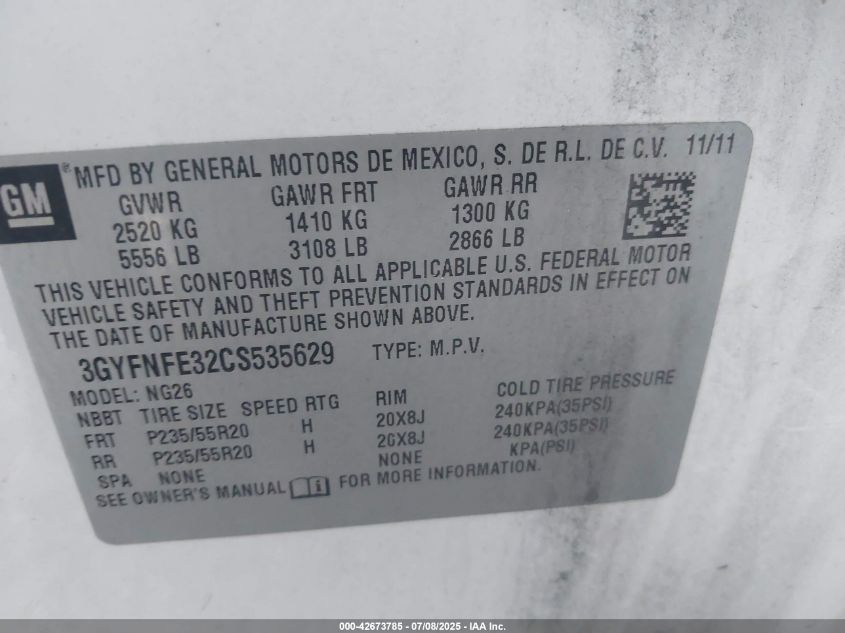 GM
® MFD BY GENERAL MOTORS DE MEXICO, S. DE R.L. DE C.V. 11/11
GVWR GAWR FRT GAWR RR
2520 KG 1410 KG 1300 KG
5556 LB 3108 LB 2866 LB
THIS VEHICLE CONFORMS TO ALL APPLICABLE U.S. FEDERAL MOTOR
VEHICLE SAFETY AND THEFT PREVENTION STANDARDS IN EFFECT ON
THE DATE OF MANUFACTURE SHOWN ABOVE.
3GYFNFE32CS535629 TYPE: M.P.V.
MODEL: NG26
NBBT TIRE SIZE SPEED RTG RIM COLD TIRE PRESSURE
FRT P235/55R20 H 20X8J 240KPA(35PSI)
RR P235/55R20 H 20X8J 240KPA(35PSI)
SPA NONE NONE KPA(PSI)
SEE OWNER'S MANUAL i FOR MORE INFORMATION.
000-42673785 - 07/08/2025 - IAA Inc.